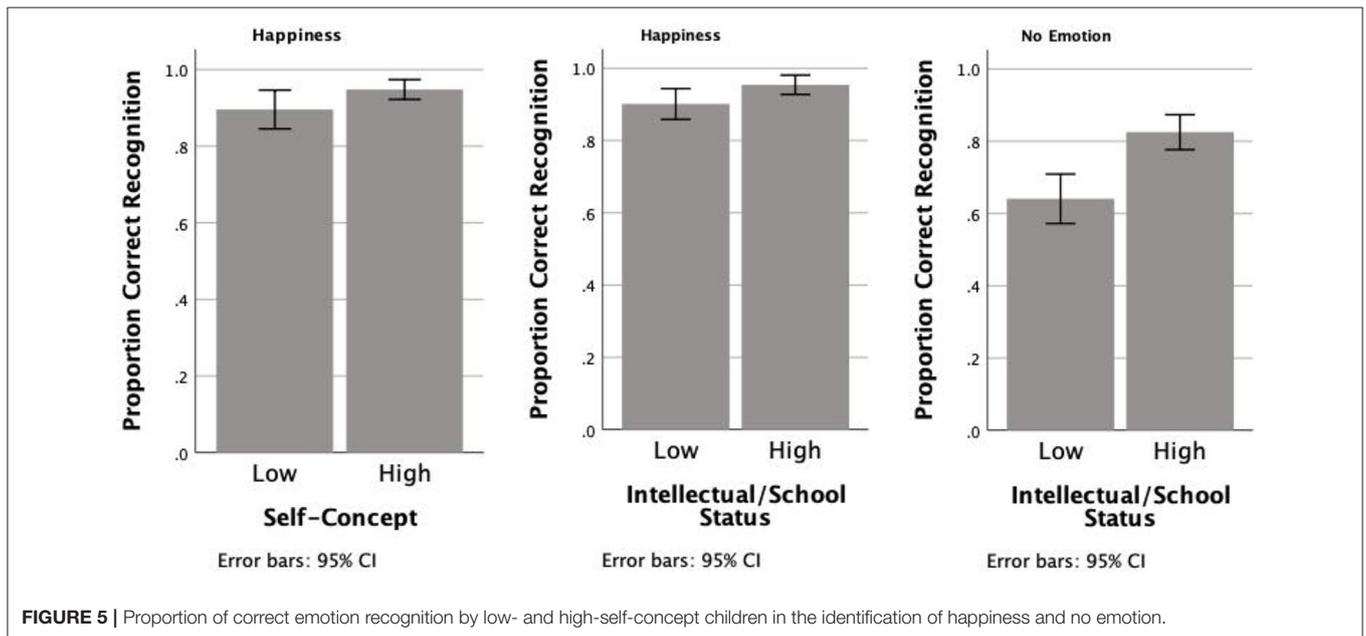 Happiness
Proportion Correct Recognition
1.0
.8
.6
.4
.2
.0
Low High
Self-Concept
Error bars: 95% CI
Happiness
Proportion Correct Recognition
1.0
.8
.6
.4
.2
.0
Low High
Intellectual/School
Status
Error bars: 95% CI
No Emotion
Proportion Correct Recognition
1.0
.8
.6
.4
.2
.0
Low High
Intellectual/School
Status
Error bars: 95% CI
FIGURE 5 | Proportion of correct emotion recognition by low- and high-self-concept children in the identification of happiness and no emotion.